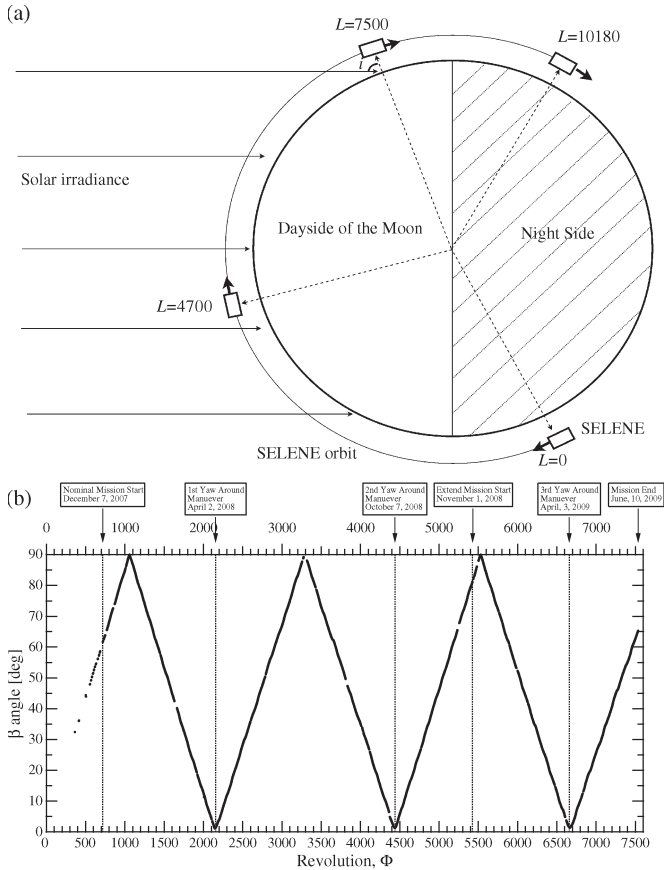 (a)
L=7500
L=10180
i
Solar irradiance
Dayside of the Moon
Night Side
L=4700
SELENE
SELENE orbit
L=0
(b)
Nominal Mission Start
December 7, 2007
1st Yaw Around
Manuever
April 2, 2008
2nd Yaw Around
Manuever
October 7, 2008
Extend Mission Start
November 1, 2008
3rd Yaw Around
Manuever
April, 3, 2009
Mission End
June, 10, 2009
0 1000 2000 3000 4000 5000 6000 7000
90
80
70
60
50
40
30
20
10
0
β angle [deg]
0 500 1000 1500 2000 2500 3000 3500 4000 4500 5000 5500 6000 6500 7000 7500
Revolution, Φ